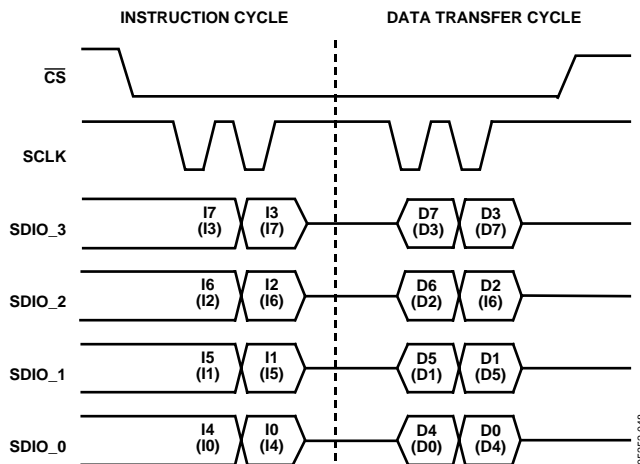 INSTRUCTION CYCLE DATA TRANSFER CYCLE
CS
SCLK
SDIO_3
I7 I3 D7 D3
(I3) (I7) (D3) (D7)
SDIO_2
I6 I2 D6 D2
(I2) (I6) (D2) (I6)
SDIO_1
I5 I1 D5 D1
(I1) (I5) (D1) (D5)
SDIO_0
I4 I0 D4 D0
(I0) (I4) (D0) (D4)